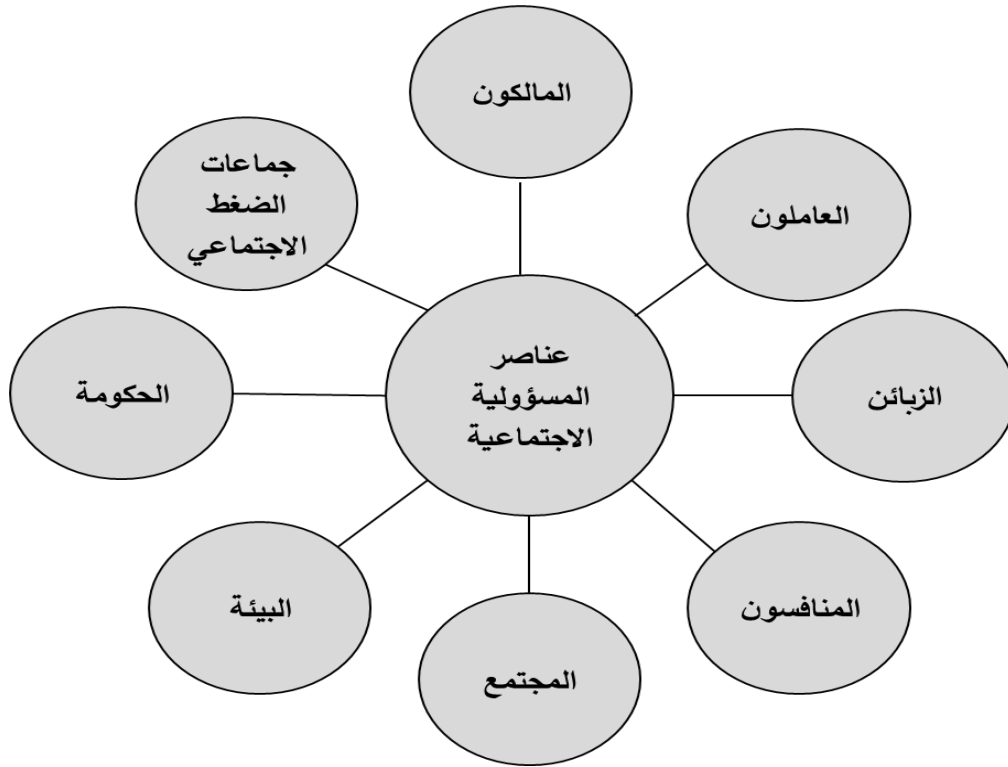 المالكون
جماعات
الضغط
الاجتماعي
العاملون
عناصر
المسؤولية
الاجتماعية
الزبائن
الحكومة
المنافسون
البيئة
المجتمع